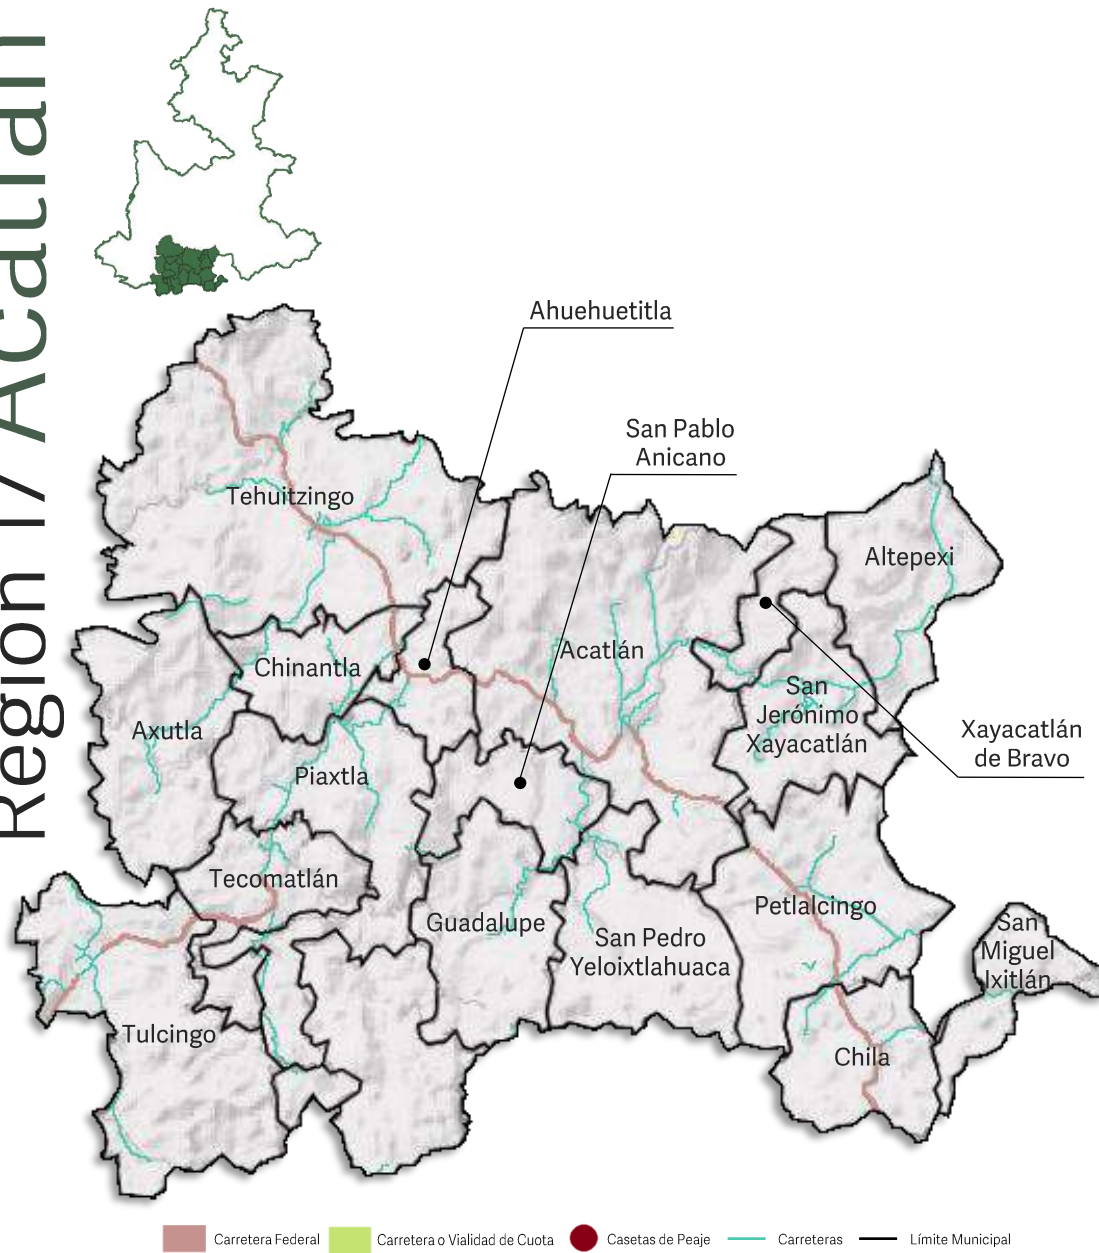 Región 17 Acatlán
Ahuehuetitla
San Pablo
Anicano
Tehuitzingo
Altepexi
Acatlán
Chinantla
San
Jerónimo
Xayacatlán
Axutla
Xayacatlán
de Bravo
Piaxtla
Tecomatlán
Petlalcingo
Guadalupe
San Pedro
Yeloixtlahuaca
San
Miguel
Ixitlán
Tulcingo
Chila
Carretera Federal
Carretera o Vialidad de Cuota
Casetas de Peaje
Carreteras
Límite Municipal